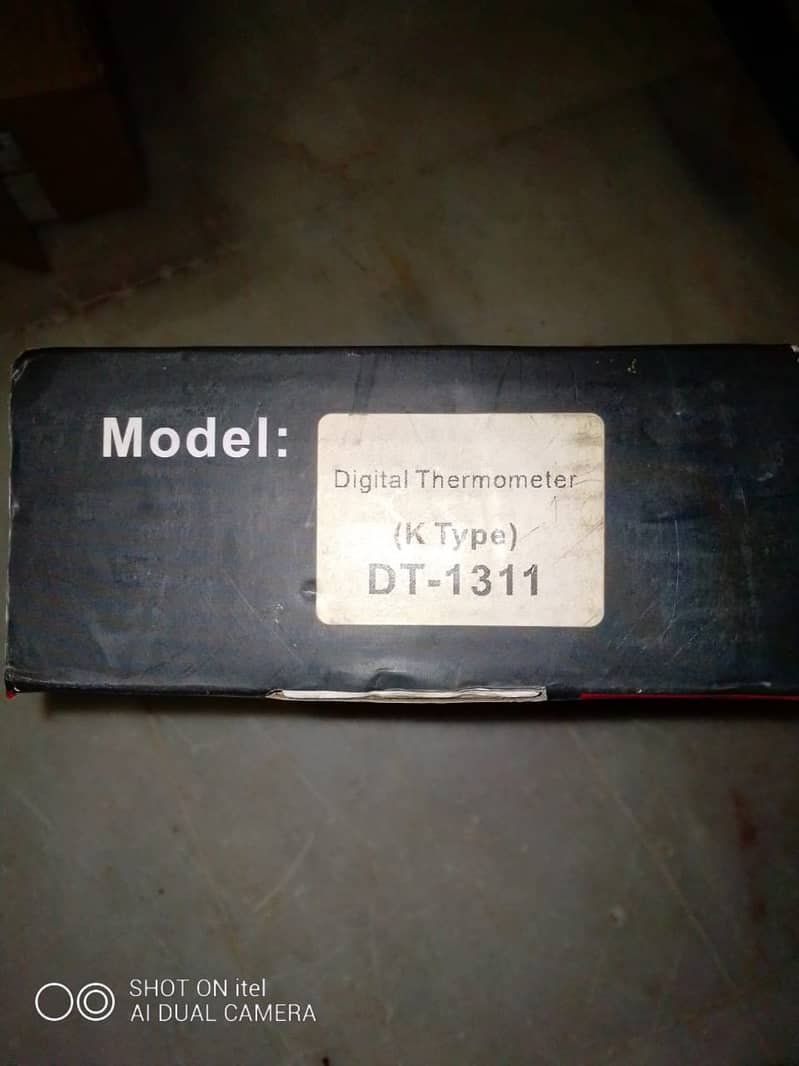 Model:
Digital Thermometer
(K Type)
DT-1311
SHOT ON itel
AI DUAL CAMERA